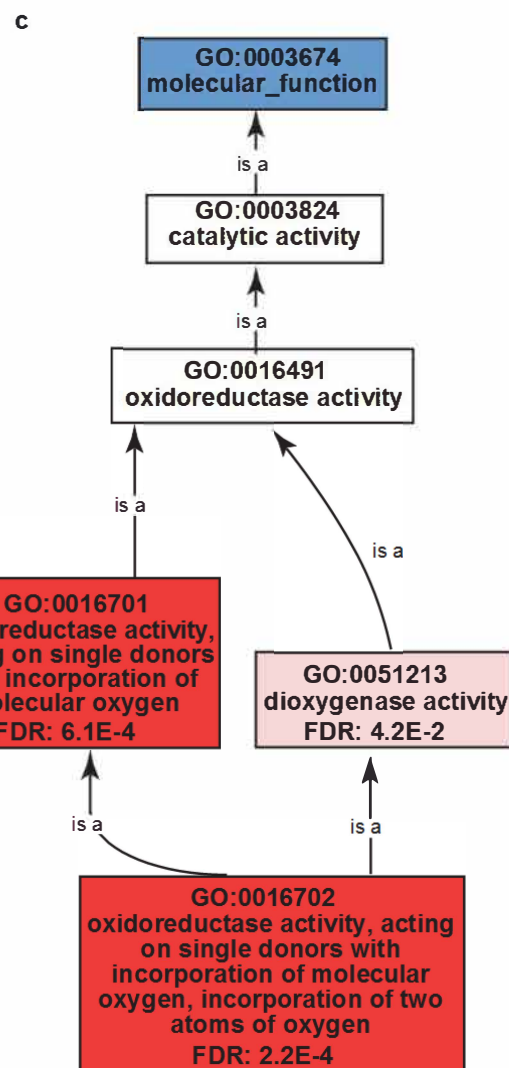 c
GO:0003674
molecular_function
is a
GO:0003824
catalytic activity
is a
GO:0016491
oxidoreductase activity
is a
is a
GO:0016701
reductase activity,
on single donors
incorporation of
oxygen
FDR: 6.1E-4
GO:0051213
dioxygenase activity
FDR: 4.2E-2
is a
is a
GO:0016702
oxidoreductase activity, acting
on single donors with
incorporation of molecular
oxygen, incorporation of two
atoms of oxygen
FDR: 2.2E-4